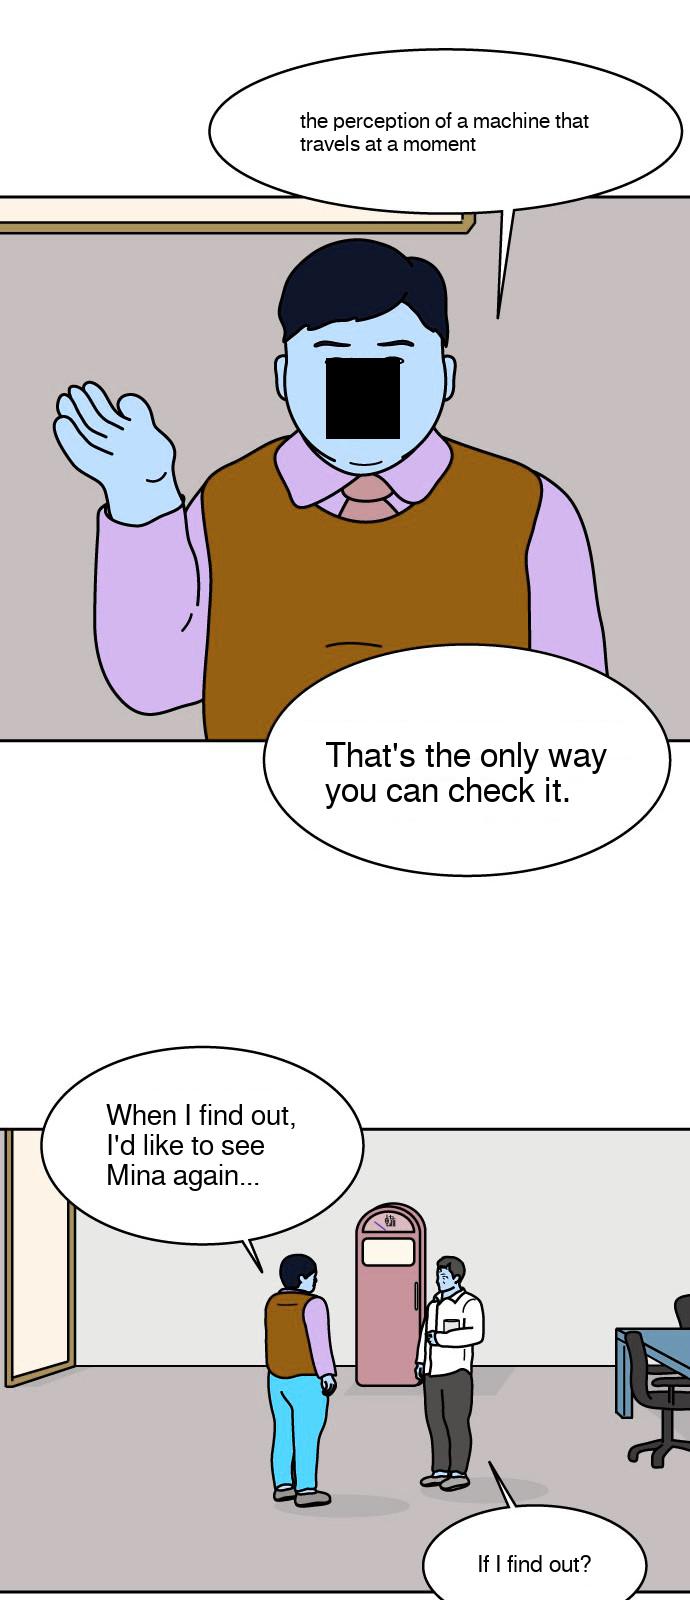 the perception of a machine that
travels at a moment
That's the only way
you can check it.
When I find out,
I'd like to see
Mina again...
If I find out?